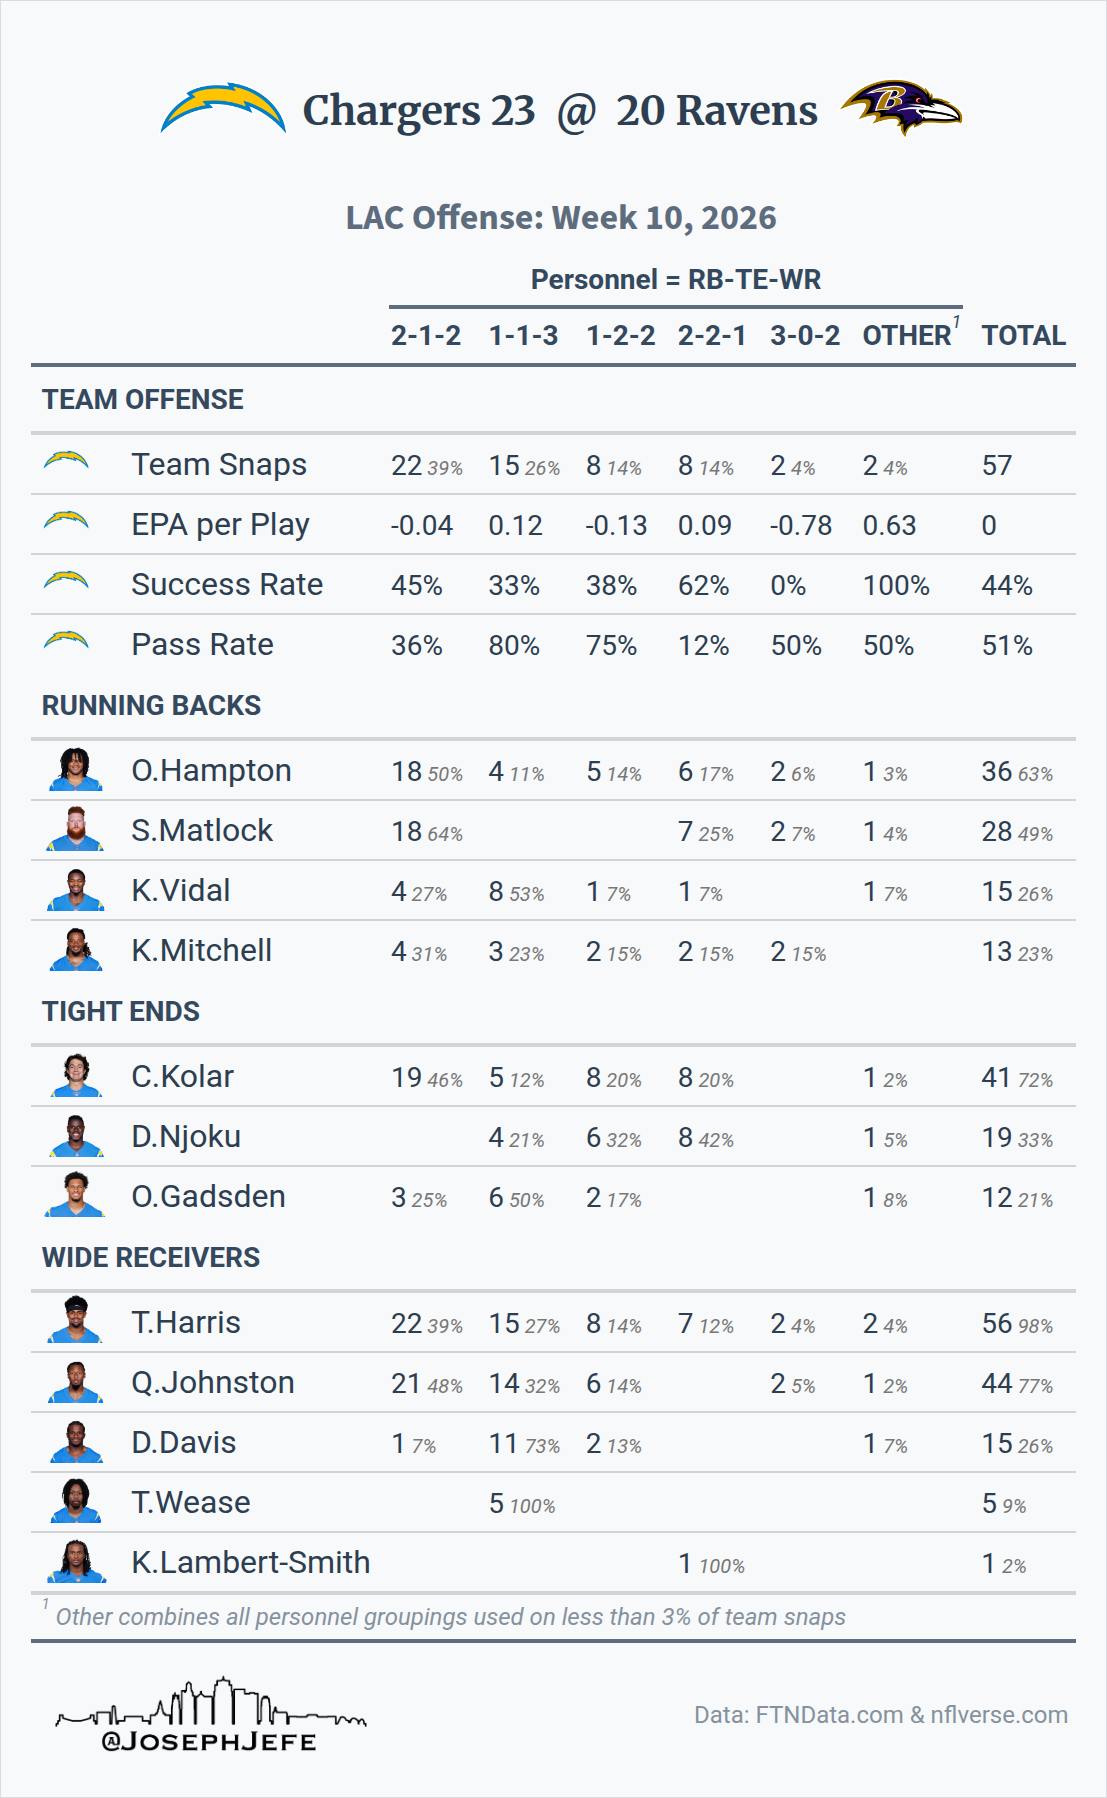 Chargers 23 @ 20 Ravens
LAC Offense: Week 10, 2026
Personnel = RB-TE-WR
2-1-2 1-1-3 1-2-2 2-2-1 3-0-2 OTHER1 TOTAL
TEAM OFFENSE
Team Snaps 22 39% 15 26% 8 14% 8 14% 2 4% 2 4% 57
EPA per Play -0.04 0.12 -0.13 0.09 -0.78 0.63 0
Success Rate 45% 33% 38% 62% 0% 100% 44%
Pass Rate 36% 80% 75% 12% 50% 50% 51%
RUNNING BACKS
O.Hampton 18 50% 4 11% 5 14% 6 17% 2 6% 1 3% 36 63%
S.Matlock 18 64% 7 25% 2 7% 1 4% 28 49%
K.Vidal 4 27% 8 53% 1 7% 1 7% 1 7% 15 26%
K.Mitchell 4 31% 3 23% 2 15% 2 15% 2 15% 13 23%
TIGHT ENDS
C.Kolar 19 46% 5 12% 8 20% 8 20% 1 2% 41 72%
D.Njoku 4 21% 6 32% 8 42% 1 5% 19 33%
O.Gadsden 3 25% 6 50% 2 17% 1 8% 12 21%
WIDE RECEIVERS
T.Harris 22 39% 15 27% 8 14% 7 12% 2 4% 2 4% 56 98%
Q.Johnston 21 48% 14 32% 6 14% 2 5% 1 2% 44 77%
D.Davis 1 7% 11 73% 2 13% 1 7% 15 26%
T.Wease 5 100% 5 9%
K.Lambert-Smith 1 100% 1 2%
1 Other combines all personnel groupings used on less than 3% of team snaps
@JOSEPHJEFE
Data: FTNData.com & nflverse.com